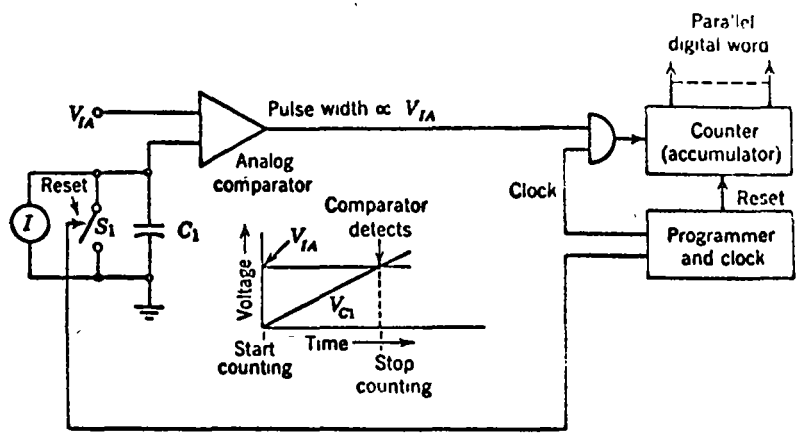 Parallel
digital word
V_IA
Pulse width ∝ V_IA
Counter
(accumulator)
Analog
comparator
Reset
I
S1
C1
Clock
Reset
Programmer
and clock
Comparator
detects
V_IA
Voltage
V_C1
Time
Start
counting
Stop
counting